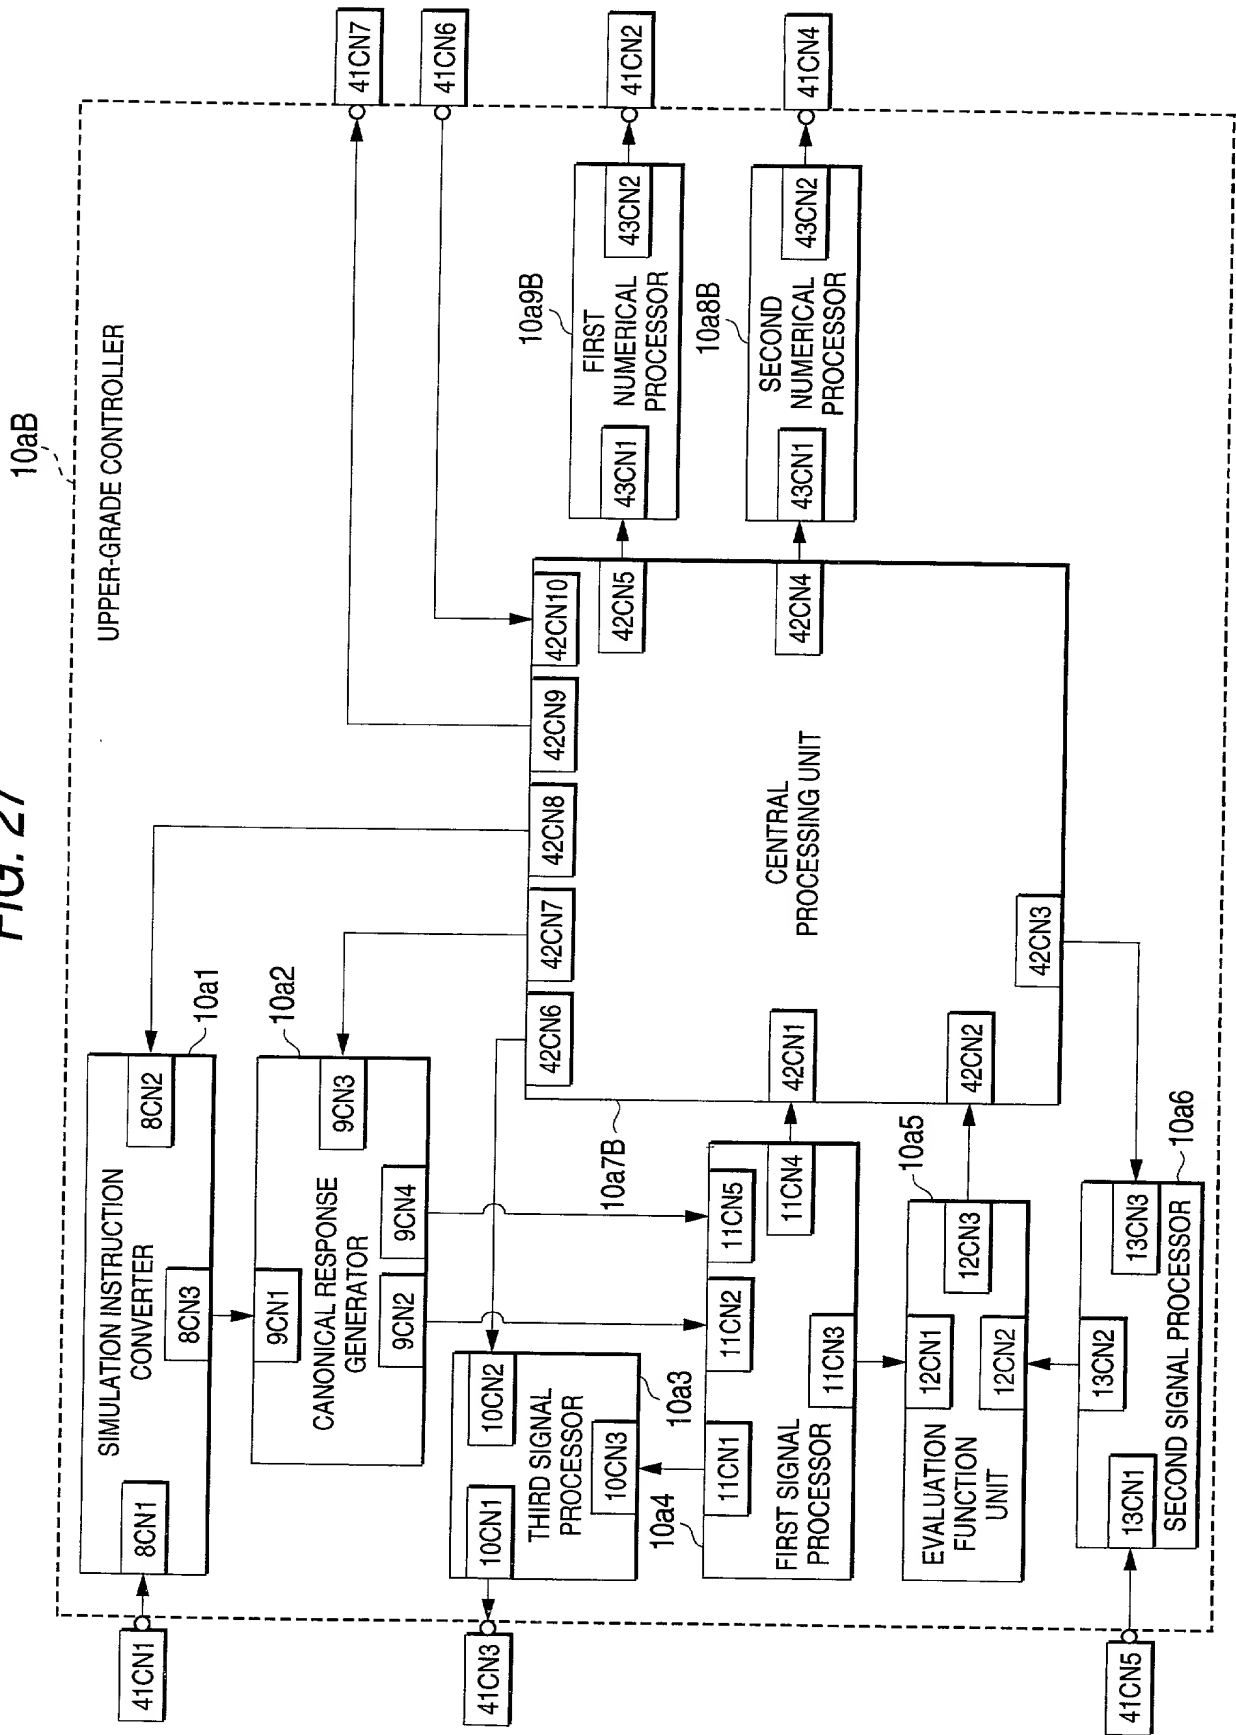 FIG. 27
10aB
UPPER-GRADE CONTROLLER
41CN1
8CN1
SIMULATION INSTRUCTION
CONVERTER
8CN2
8CN3
10a1
9CN1
CANONICAL RESPONSE
GENERATOR
9CN3
9CN2
9CN4
10a2
41CN3
10CN1
THIRD SIGNAL
PROCESSOR
10CN2
10CN3
10a3
10a4
11CN1
11CN2
11CN5
FIRST SIGNAL
PROCESSOR
11CN3
11CN4
10a5
EVALUATION
FUNCTION
UNIT
12CN1
12CN2
12CN3
41CN5
13CN1
13CN2
13CN3
SECOND SIGNAL PROCESSOR
10a6
10a7B
42CN6
42CN7
42CN8
42CN9
42CN10
42CN1
42CN2
42CN3
CENTRAL
PROCESSING UNIT
42CN5
42CN4
10a9B
43CN1
FIRST
NUMERICAL
PROCESSOR
43CN2
10a8B
43CN1
SECOND
NUMERICAL
PROCESSOR
43CN2
41CN7
41CN6
41CN2
41CN4